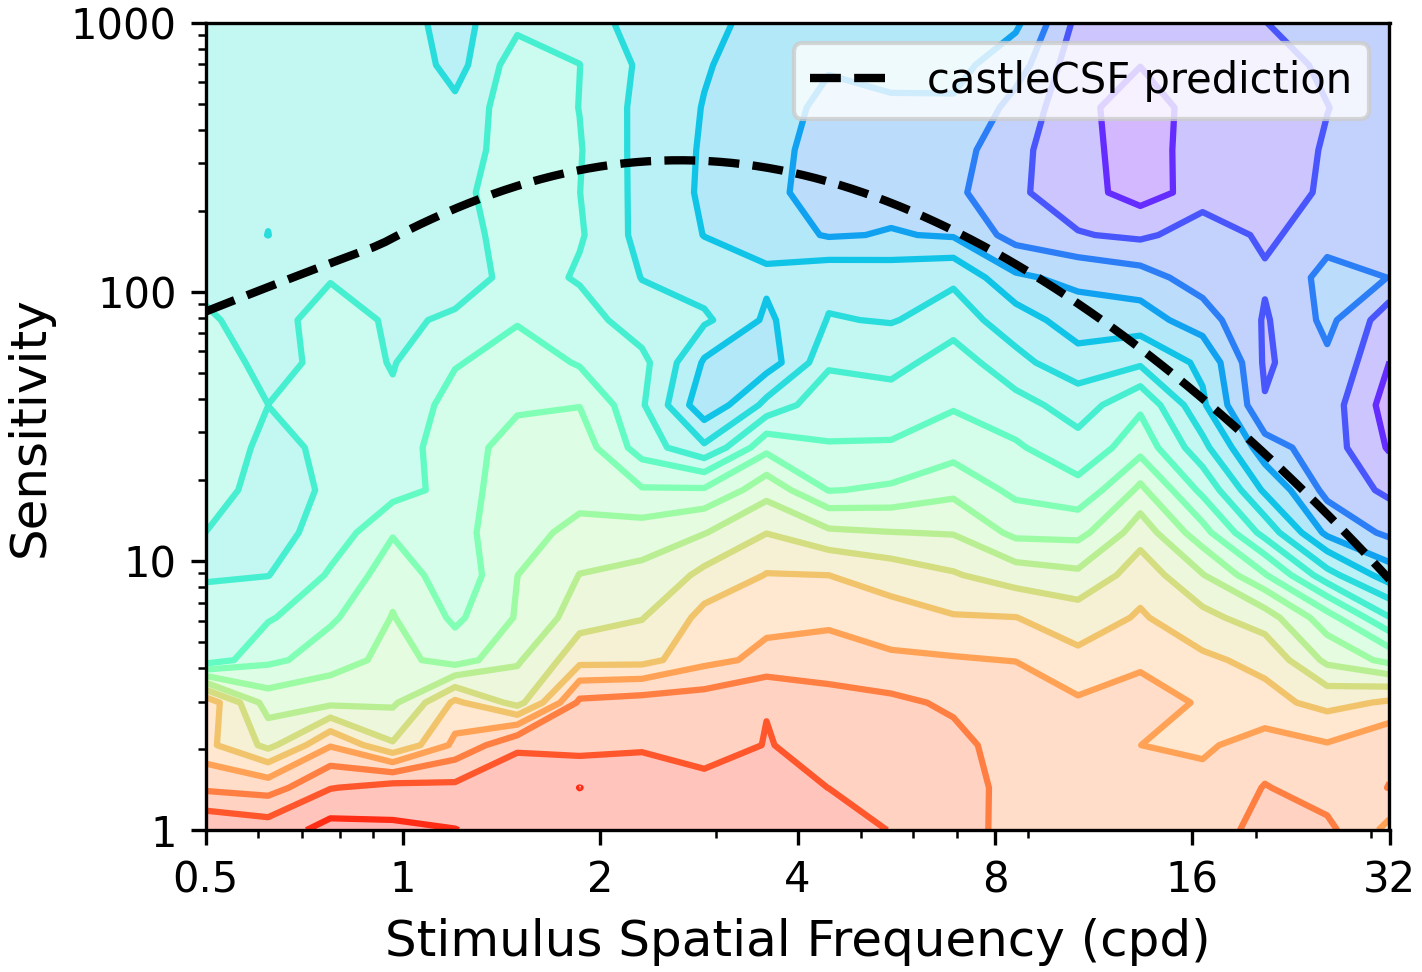 1000
castleCSF prediction
100
Sensitivity
10
1
0.5 1 2 4 8 16 32
Stimulus Spatial Frequency (cpd)